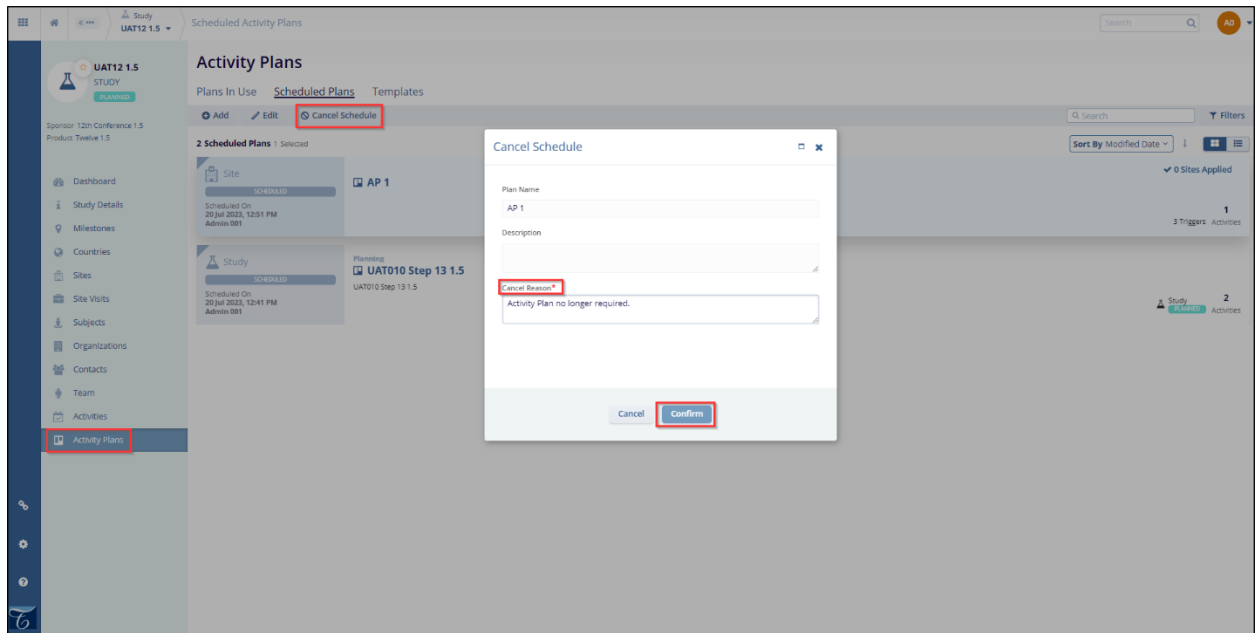 Study
UAT12 1.5
Scheduled Activity Plans
Search
A0
UAT12 1.5
STUDY
PLANNED
Sponsor 12th Conference 1.5
Product Twelve 1.5
Dashboard
Study Details
Milestones
Countries
Sites
Site Visits
Subjects
Organizations
Contacts
Team
Activities
Activity Plans
Activity Plans
Plans In Use Scheduled Plans Templates
Add Edit Cancel Schedule
Search
Filters
2 Scheduled Plans 1 Selected
Sort By Modified Date
Site
SCHEDULED
Scheduled On
20 Jul 2023, 12:51 PM
Admin 001
AP 1
0 Sites Applied
1
3 Triggers Activities
Study
SCHEDULED
Scheduled On
20 Jul 2023, 12:41 PM
Admin 001
Planning
UAT010 Step 13 1.5
UAT010 Step 13 1.5
Study 2
PLANNED Activities
Cancel Schedule
Plan Name
AP 1
Description
Cancel Reason*
Activity Plan no longer required.
Cancel Confirm